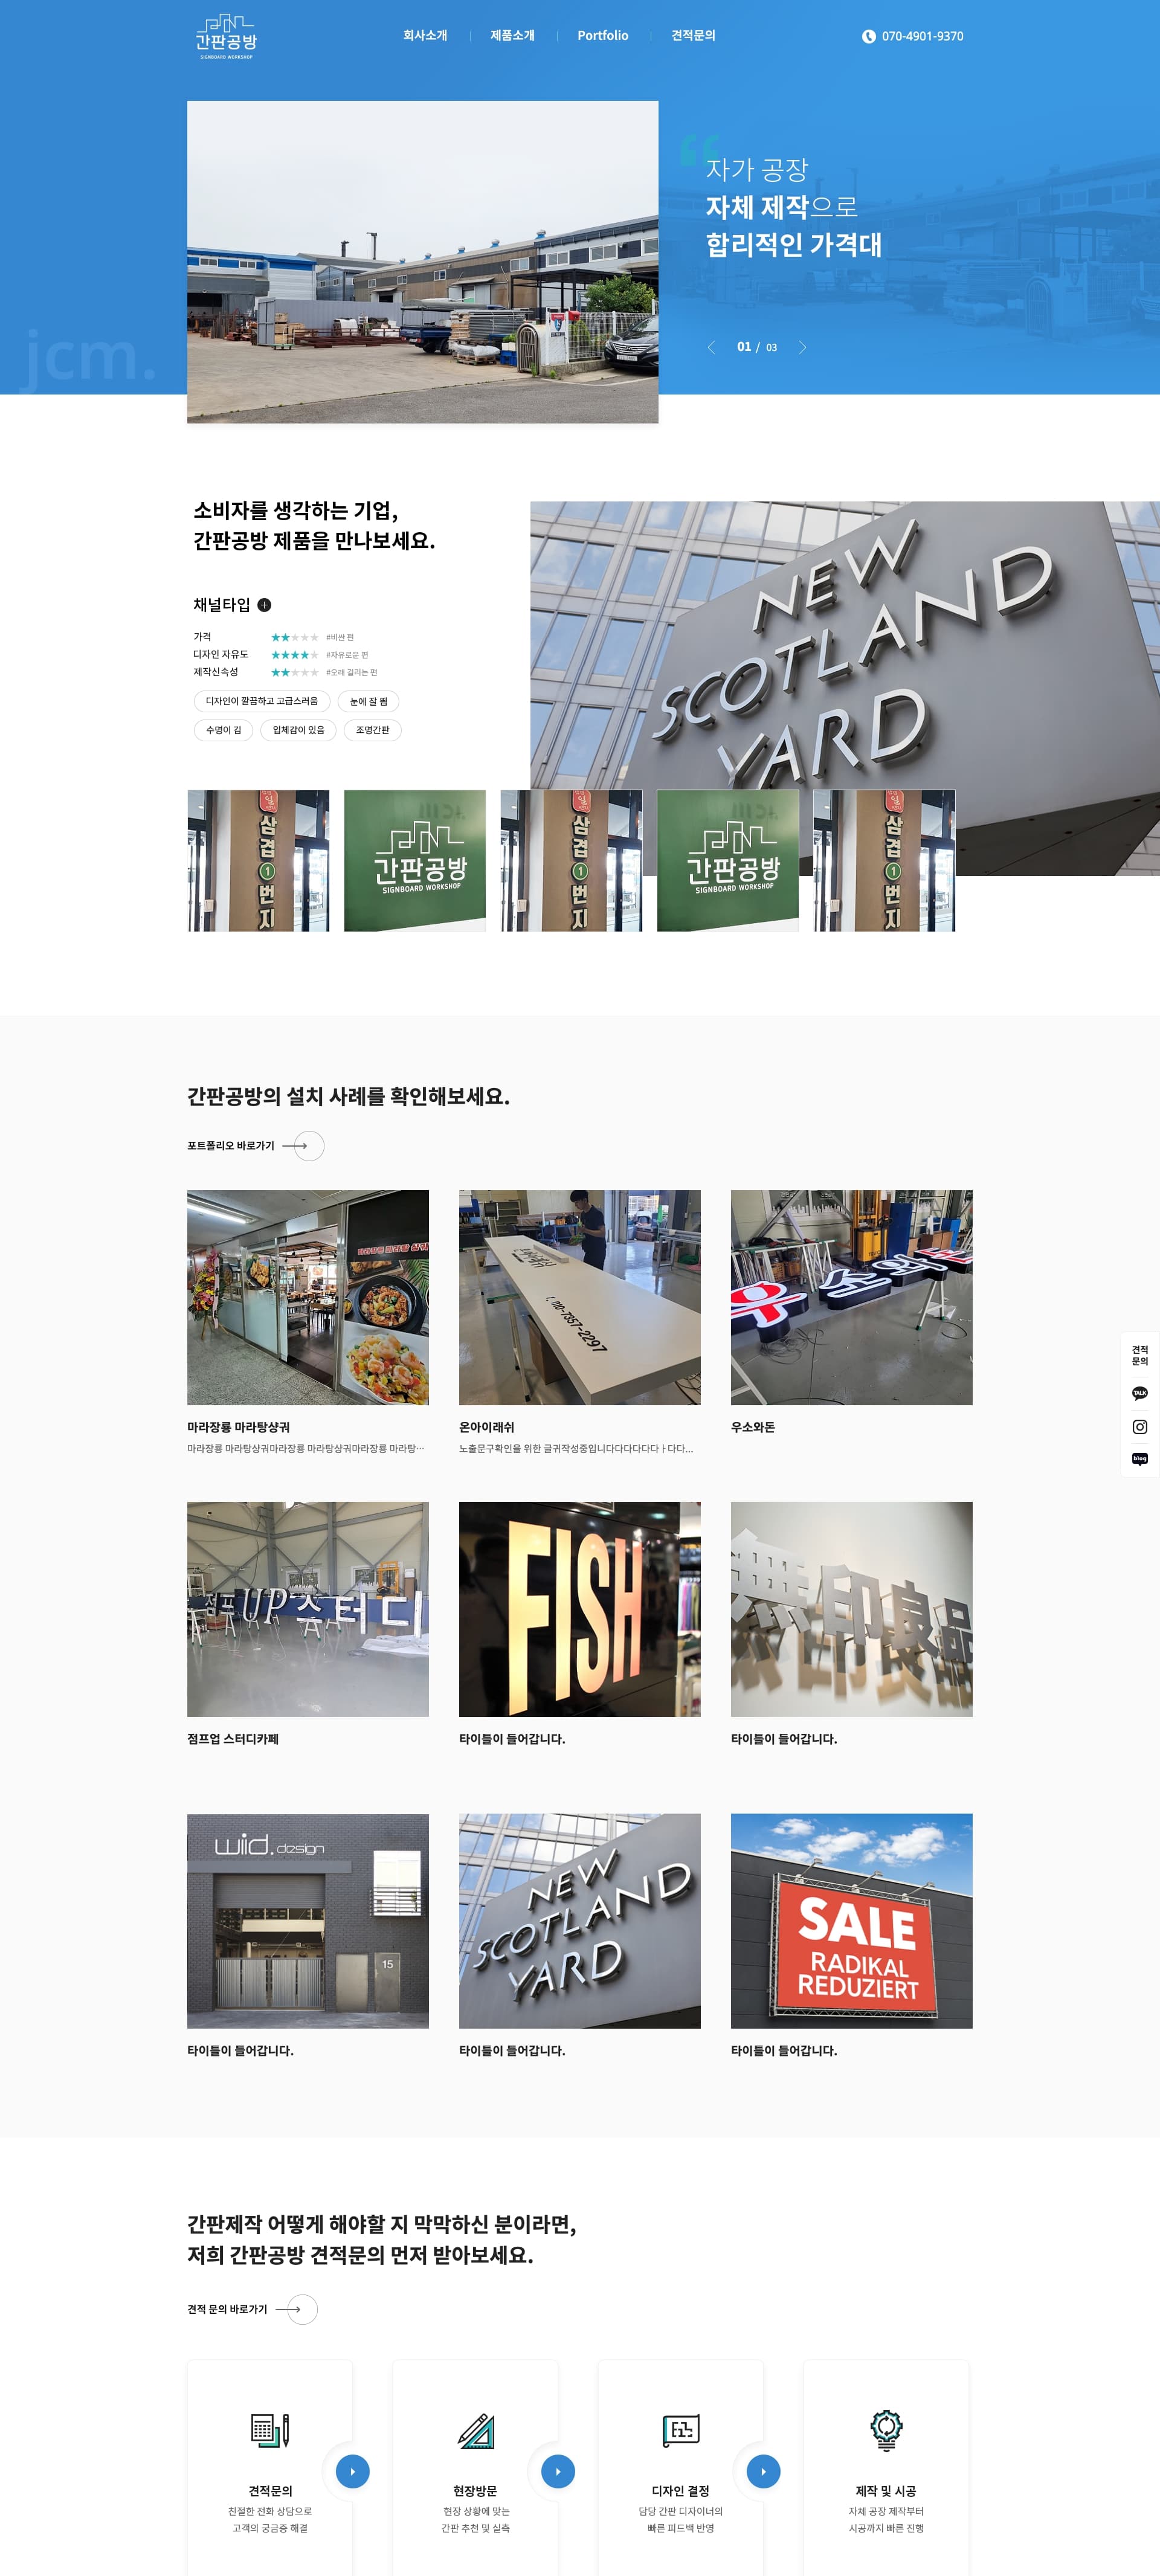 간판공방
SIGNBOARD WORKSHOP
회사소개
제품소개
Portfolio
견적문의
070-4901-9370
“
자가 공장
자체 제작으로
합리적인 가격대
01 / 03
jcm.
소비자를 생각하는 기업,
간판공방 제품을 만나보세요.
채널타입
가격 ★★★★★ #비싼 편
디자인 자유도 ★★★★★ #자유로운 편
제작신속성 ★★★★★ #오래 걸리는 편
디자인이 깔끔하고 고급스러움
눈에 잘 띔
수명이 김
입체감이 있음
조명간판
NEW
SCOTLAND
YARD
삼겹1번지
간판공방
SIGNBOARD WORKSHOP
삼겹1번지
간판공방
SIGNBOARD WORKSHOP
삼겹1번지
간판공방의 설치 사례를 확인해보세요.
포트폴리오 바로가기
마라장룡 마라탕샹궈
마라장룡 마라탕샹궈마라장룡 마라탕샹궈마라장룡 마라탕…
온아이래쉬
노출문구확인을 위한 글귀작성중입니다다다다다다ㅏ다다...
우소와돈
견적
문의
TALK
blog
점프UP스터디
FISH
無印良品
점프업 스터디카페
타이틀이 들어갑니다.
타이틀이 들어갑니다.
wiid.design
15
NEW
SCOTLAND
YARD
SALE
RADIKAL
REDUZIERT
타이틀이 들어갑니다.
타이틀이 들어갑니다.
타이틀이 들어갑니다.
간판제작 어떻게 해야할 지 막막하신 분이라면,
저희 간판공방 견적문의 먼저 받아보세요.
견적 문의 바로가기
견적문의
친절한 전화 상담으로
고객의 궁금증 해결
현장방문
현장 상황에 맞는
간판 추천 및 실측
디자인 결정
담당 간판 디자이너의
빠른 피드백 반영
제작 및 시공
자체 공장 제작부터
시공까지 빠른 진행